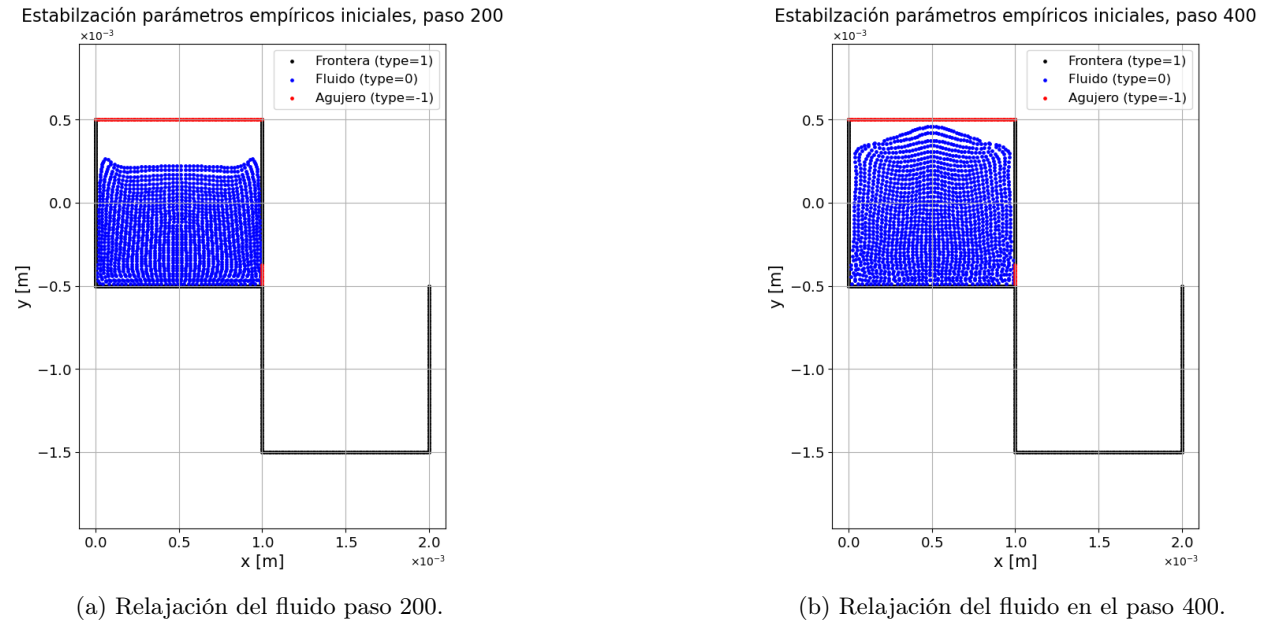 Estabilzación parámetros empíricos iniciales, paso 200
×10⁻³
Frontera (type=1)
Fluido (type=0)
Agujero (type=-1)
0.5
0.0
−0.5
−1.0
−1.5
y [m]
0.0 0.5 1.0 1.5 2.0
x [m]
×10⁻³
(a) Relajación del fluido paso 200.
Estabilzación parámetros empíricos iniciales, paso 400
×10⁻³
Frontera (type=1)
Fluido (type=0)
Agujero (type=-1)
0.5
0.0
−0.5
−1.0
−1.5
y [m]
0.0 0.5 1.0 1.5 2.0
x [m]
×10⁻³
(b) Relajación del fluido en el paso 400.